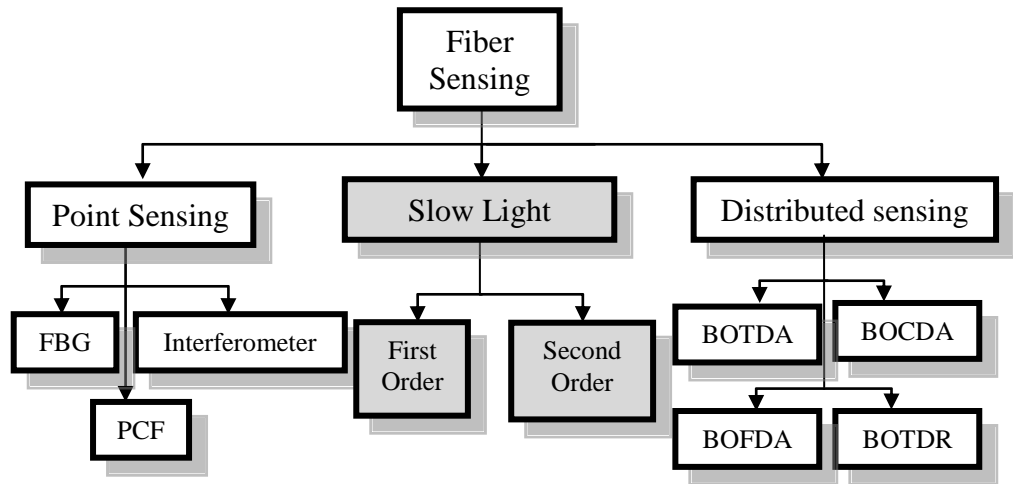 Fiber
Sensing
Point Sensing
Slow Light
Distributed sensing
FBG
Interferometer
PCF
First
Order
Second
Order
BOTDA
BOCDA
BOFDA
BOTDR